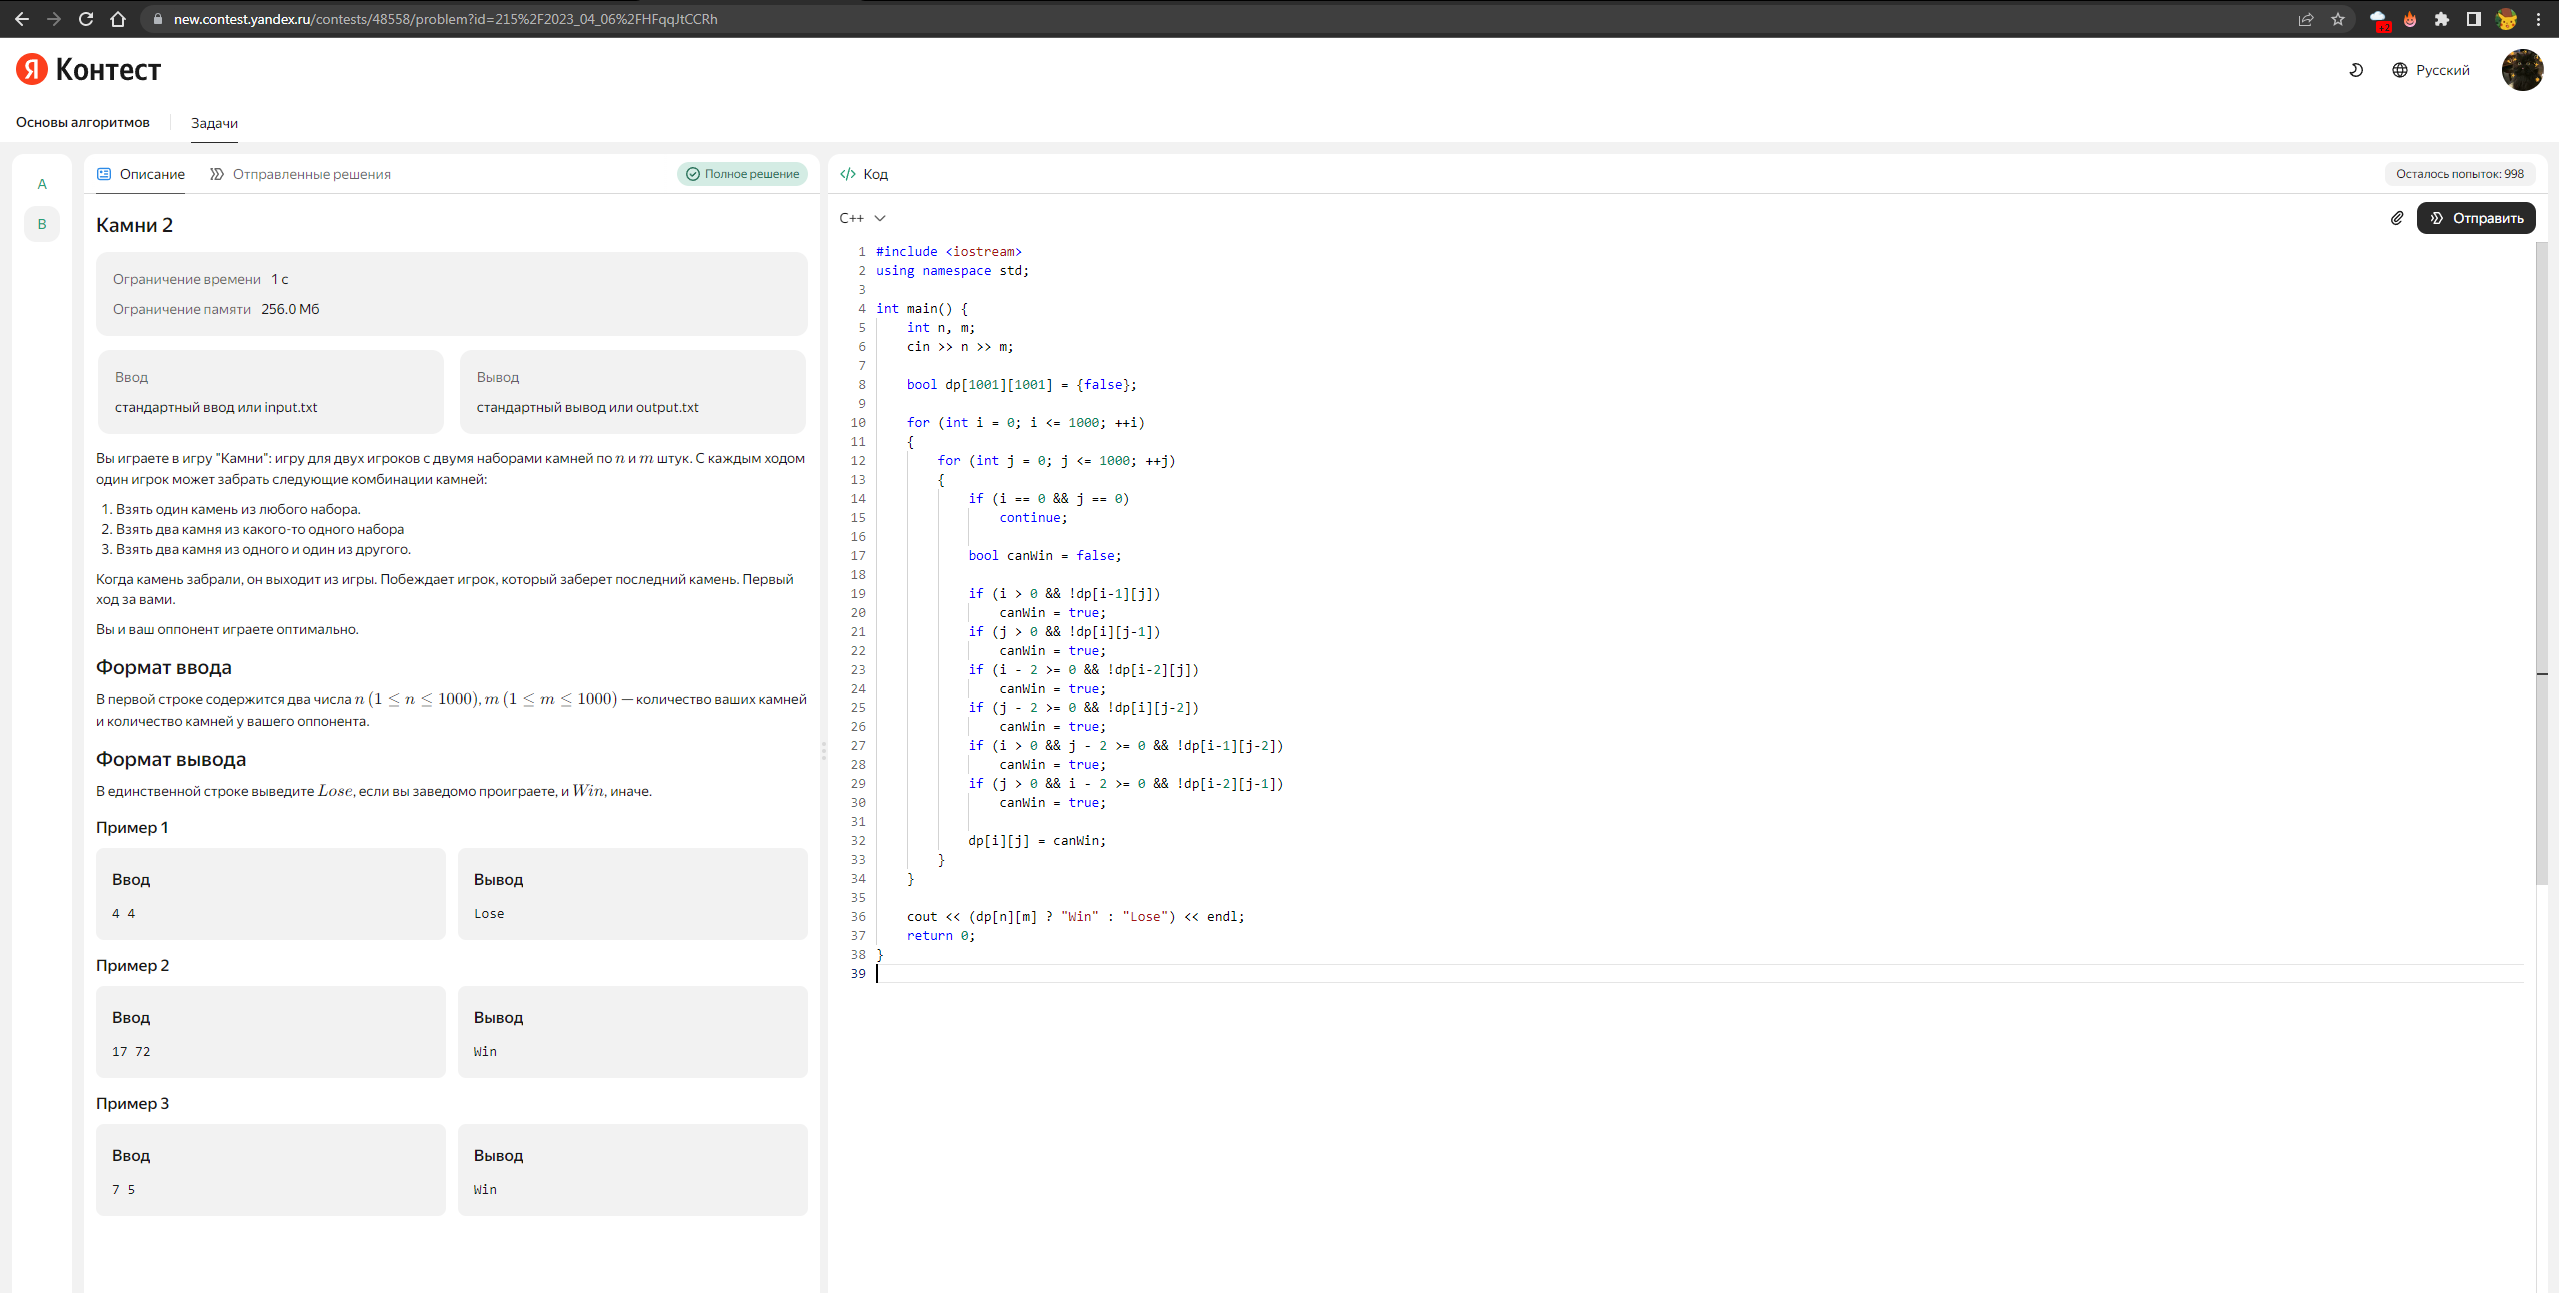 new.contest.yandex.ru/contests/48558/problem?id=215%2F2023_04_06%2FHFqqJtCCRh
+2
Я Контест
Русский
Основы алгоритмов
Задачи
A
B
Описание
Отправленные решения
Полное решение
Камни 2
Ограничение времени 1 с
Ограничение памяти 256.0 Мб
Ввод
стандартный ввод или input.txt
Вывод
стандартный вывод или output.txt
Вы играете в игру "Камни": игру для двух игроков с двумя наборами камней по n и m штук. С каждым ходом
один игрок может забрать следующие комбинации камней:
1. Взять один камень из любого набора.
2. Взять два камня из какого-то одного набора
3. Взять два камня из одного и один из другого.
Когда камень забрали, он выходит из игры. Побеждает игрок, который заберет последний камень. Первый
ход за вами.
Вы и ваш оппонент играете оптимально.
Формат ввода
В первой строке содержится два числа n (1 ≤ n ≤ 1000), m (1 ≤ m ≤ 1000) — количество ваших камней
и количество камней у вашего оппонента.
Формат вывода
В единственной строке выведите Lose, если вы заведомо проиграете, и Win, иначе.
Пример 1
Ввод
4 4
Вывод
Lose
Пример 2
Ввод
17 72
Вывод
Win
Пример 3
Ввод
7 5
Вывод
Win
</> Код
Осталось попыток: 998
C++
Отправить
1 #include <iostream>
2 using namespace std;
3
4 int main() {
5     int n, m;
6     cin >> n >> m;
7
8     bool dp[1001][1001] = {false};
9
10     for (int i = 0; i <= 1000; ++i)
11     {
12         for (int j = 0; j <= 1000; ++j)
13         {
14             if (i == 0 && j == 0)
15                 continue;
16
17             bool canWin = false;
18
19             if (i > 0 && !dp[i-1][j])
20                 canWin = true;
21             if (j > 0 && !dp[i][j-1])
22                 canWin = true;
23             if (i - 2 >= 0 && !dp[i-2][j])
24                 canWin = true;
25             if (j - 2 >= 0 && !dp[i][j-2])
26                 canWin = true;
27             if (i > 0 && j - 2 >= 0 && !dp[i-1][j-2])
28                 canWin = true;
29             if (j > 0 && i - 2 >= 0 && !dp[i-2][j-1])
30                 canWin = true;
31
32             dp[i][j] = canWin;
33         }
34     }
35
36     cout << (dp[n][m] ? "Win" : "Lose") << endl;
37     return 0;
38 }
39